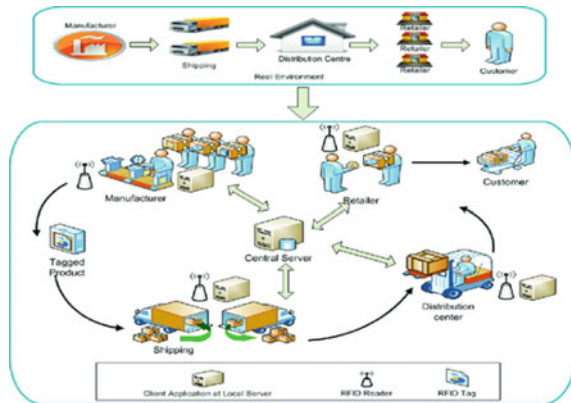 Manufacturer
Shipping
Distribution Centre
Real Environment
Retailer
Retailer
Retailer
Customer
Manufacturer
Retailer
Customer
Tagged
Product
Central Server
Shipping
Distribution
center
Client Application at Local Server
RFID Reader
RFID Tag